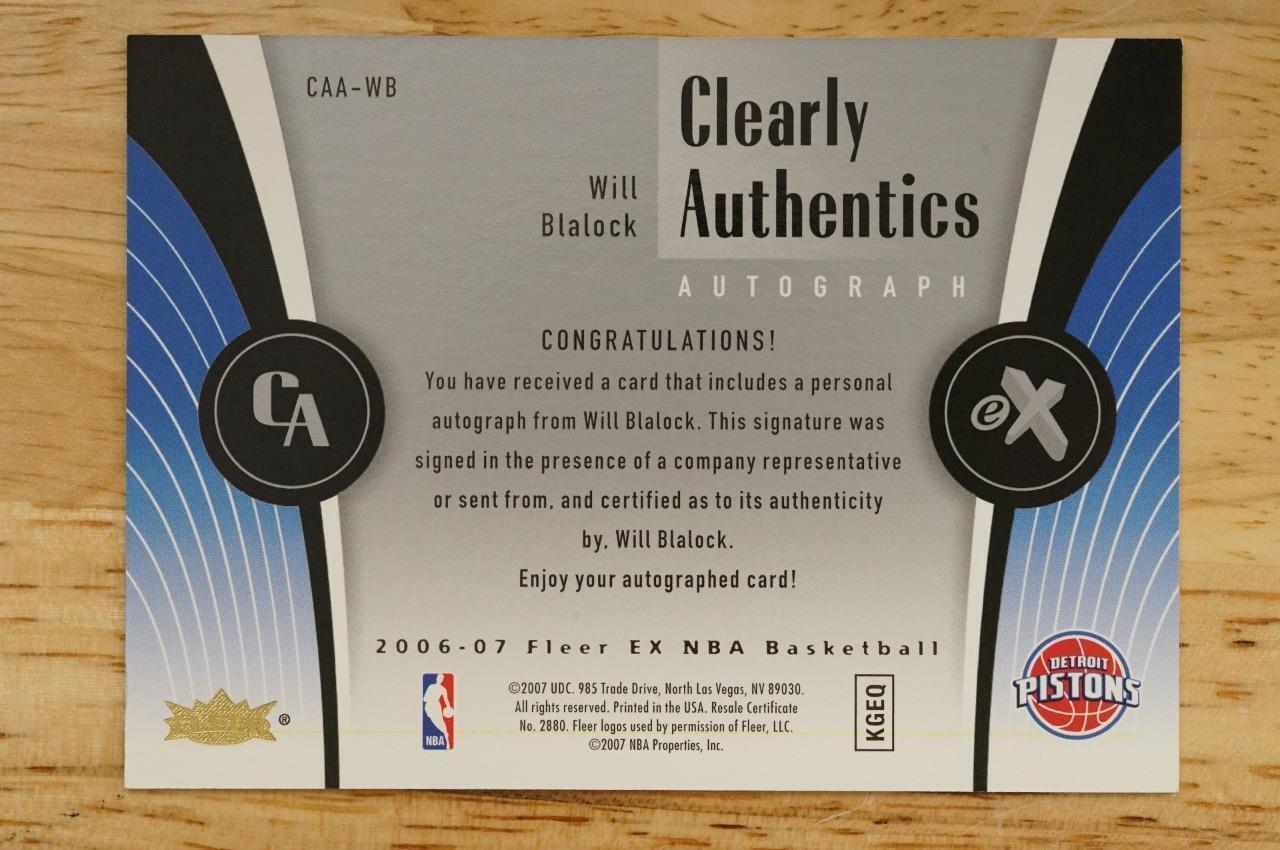 CAA-WB
Clearly
Authentics
Will
Blalock
AUTOGRAPH
CONGRATULATIONS!
You have received a card that includes a personal
autograph from Will Blalock. This signature was
signed in the presence of a company representative
or sent from, and certified as to its authenticity
by, Will Blalock.
Enjoy your autographed card!
CA
eX
2006-07 Fleer EX NBA Basketball
©2007 UDC. 985 Trade Drive, North Las Vegas, NV 89030.
All rights reserved. Printed in the USA. Resale Certificate
No. 2880. Fleer logos used by permission of Fleer, LLC.
©2007 NBA Properties, Inc.
NBA
KGEQ
DETROIT
PISTONS
FLEER ®